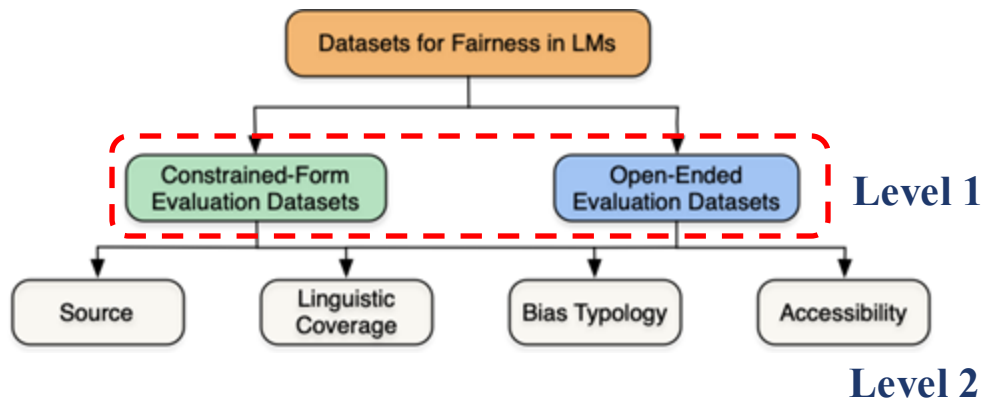 Datasets for Fairness in LMs
Constrained-Form
Evaluation Datasets
Open-Ended
Evaluation Datasets
Level 1
Source
Linguistic
Coverage
Bias Typology
Accessibility
Level 2